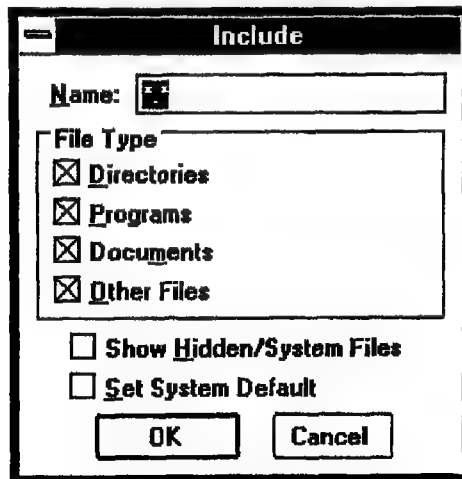 Include
Name: *.*
File Type
Directories
Programs
Documents
Other Files
Show Hidden/System Files
Set System Default
OK Cancel